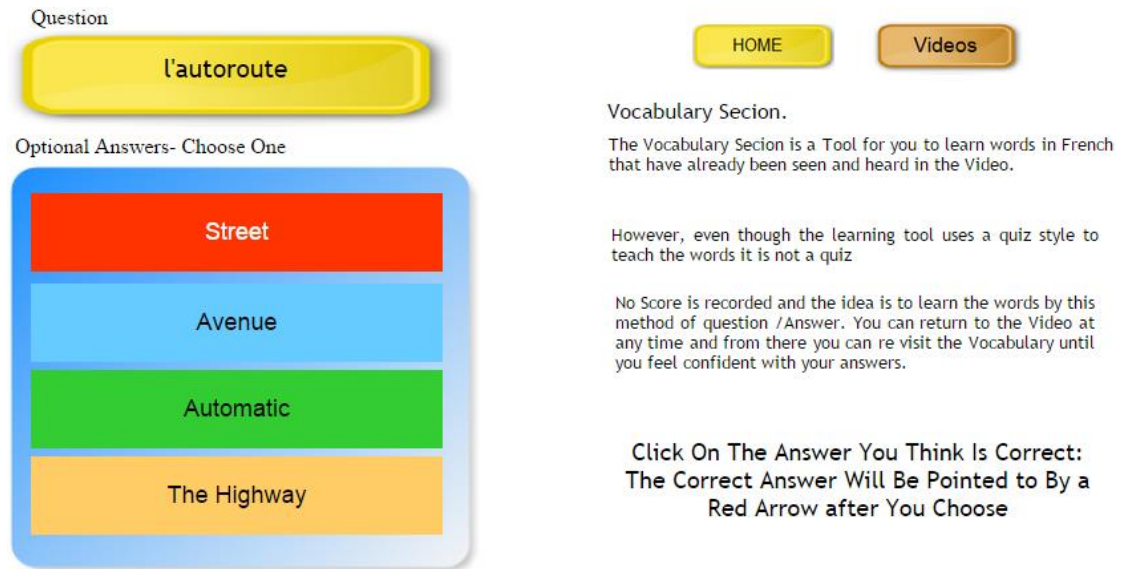 Question
l'autoroute
Optional Answers- Choose One
Street
Avenue
Automatic
The Highway
HOME
Videos
Vocabulary Secion.
The Vocabulary Secion is a Tool for you to learn words in French
that have already been seen and heard in the Video.
However, even though the learning tool uses a quiz style to
teach the words it is not a quiz
No Score is recorded and the idea is to learn the words by this
method of question /Answer. You can return to the Video at
any time and from there you can re visit the Vocabulary until
you feel confident with your answers.
Click On The Answer You Think Is Correct:
The Correct Answer Will Be Pointed to By a
Red Arrow after You Choose